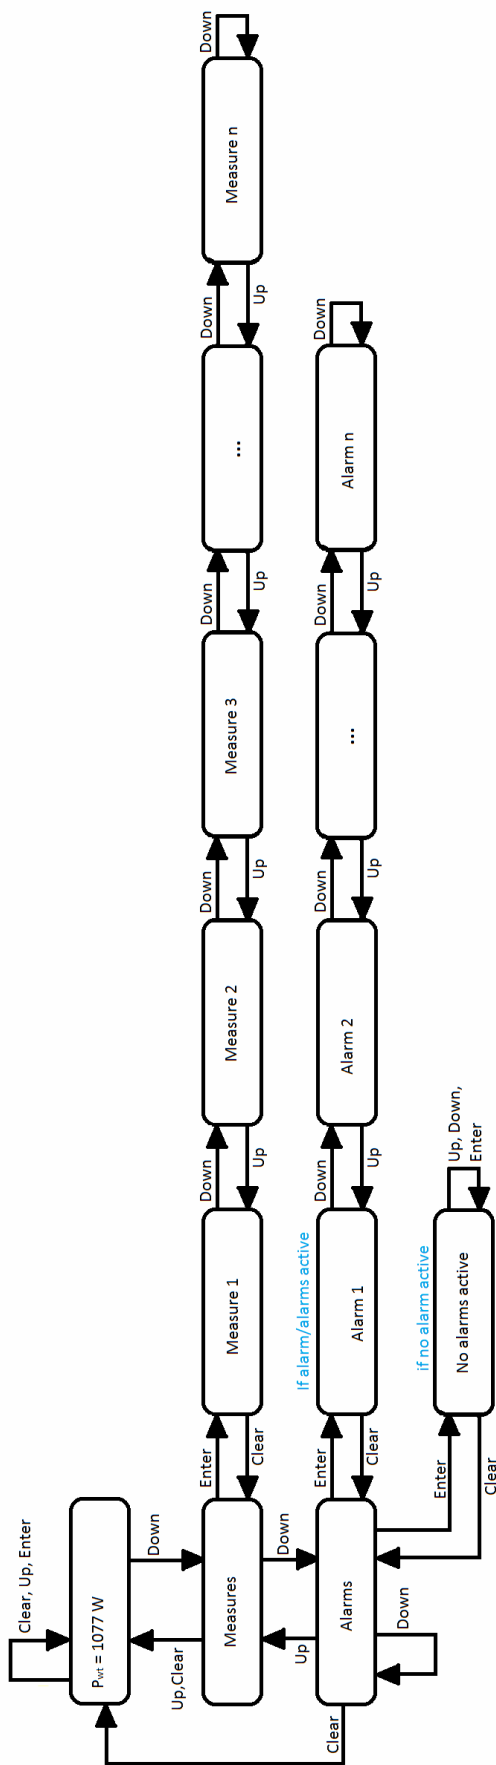 Clear, Up, Enter
Pwt = 1077 W
Down
Up,Clear
Measures
Enter
Clear
Measure 1
Down
Up
Measure 2
Down
Up
Measure 3
Down
Up
...
Down
Up
Measure n
Down
Down
Up
Clear
Alarms
Down
Enter
Clear
If alarm/alarms active
Alarm 1
Down
Up
Alarm 2
Down
Up
...
Down
Up
Alarm n
Down
Enter
Clear
if no alarm active
No alarms active
Up, Down,
Enter